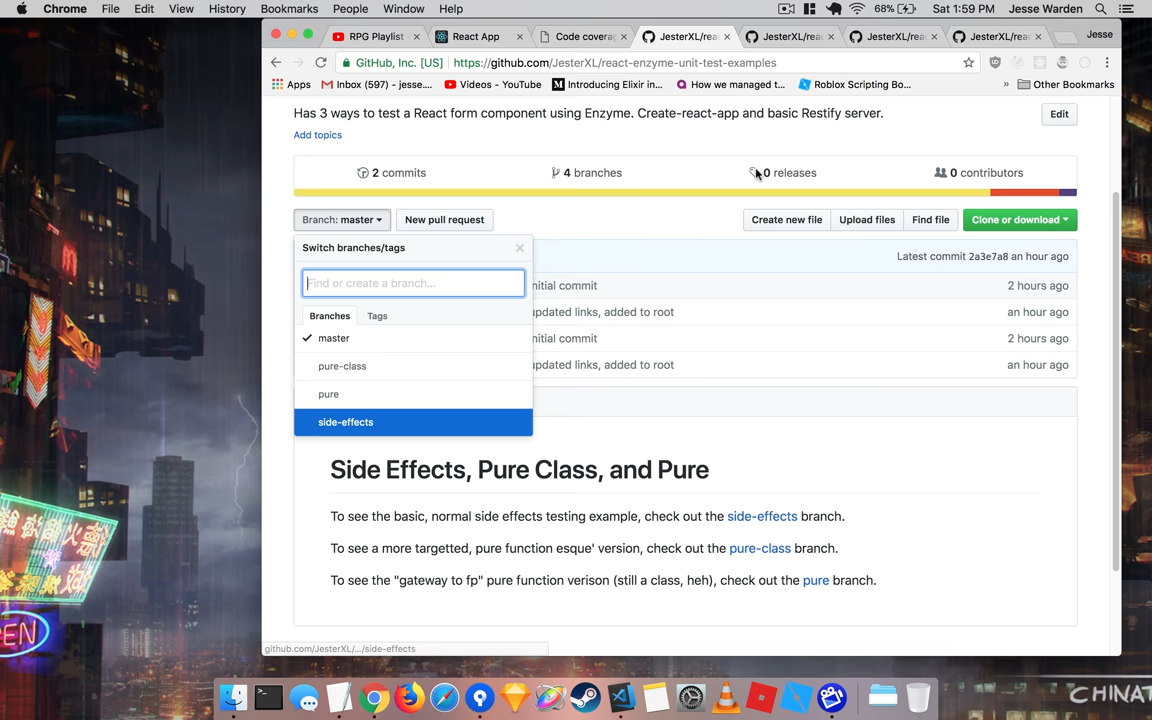 Chrome File Edit View History Bookmarks People Window Help 68% Sat 1:59 PM Jesse Warden
RPG Playlist - React App Code coverag JesterXL/rea JesterXL/rea JesterXL/rea JesterXL/rea Jesse
GitHub, Inc. [US] https://github.com/JesterXL/react-enzyme-unit-test-examples
Apps Inbox (597) - jesse.... Videos - YouTube Introducing Elixir in... How we managed t... Roblox Scripting Bo... » Other Bookmarks
Has 3 ways to test a React form component using Enzyme. Create-react-app and basic Restify server. Edit
Add topics
2 commits 4 branches 0 releases 0 contributors
Branch: master New pull request Create new file Upload files Find file Clone or download
Switch branches/tags
Latest commit 2a3e7a8 an hour ago
Find or create a branch... nitial commit 2 hours ago
Branches Tags updated links, added to root an hour ago
master nitial commit 2 hours ago
pure-class updated links, added to root an hour ago
pure
side-effects
Side Effects, Pure Class, and Pure
To see the basic, normal side effects testing example, check out the side-effects branch.
To see a more targetted, pure function esque' version, check out the pure-class branch.
To see the "gateway to fp" pure function verison (still a class, heh), check out the pure branch.
github.com/JesterXL/.../side-effects
CHINAT